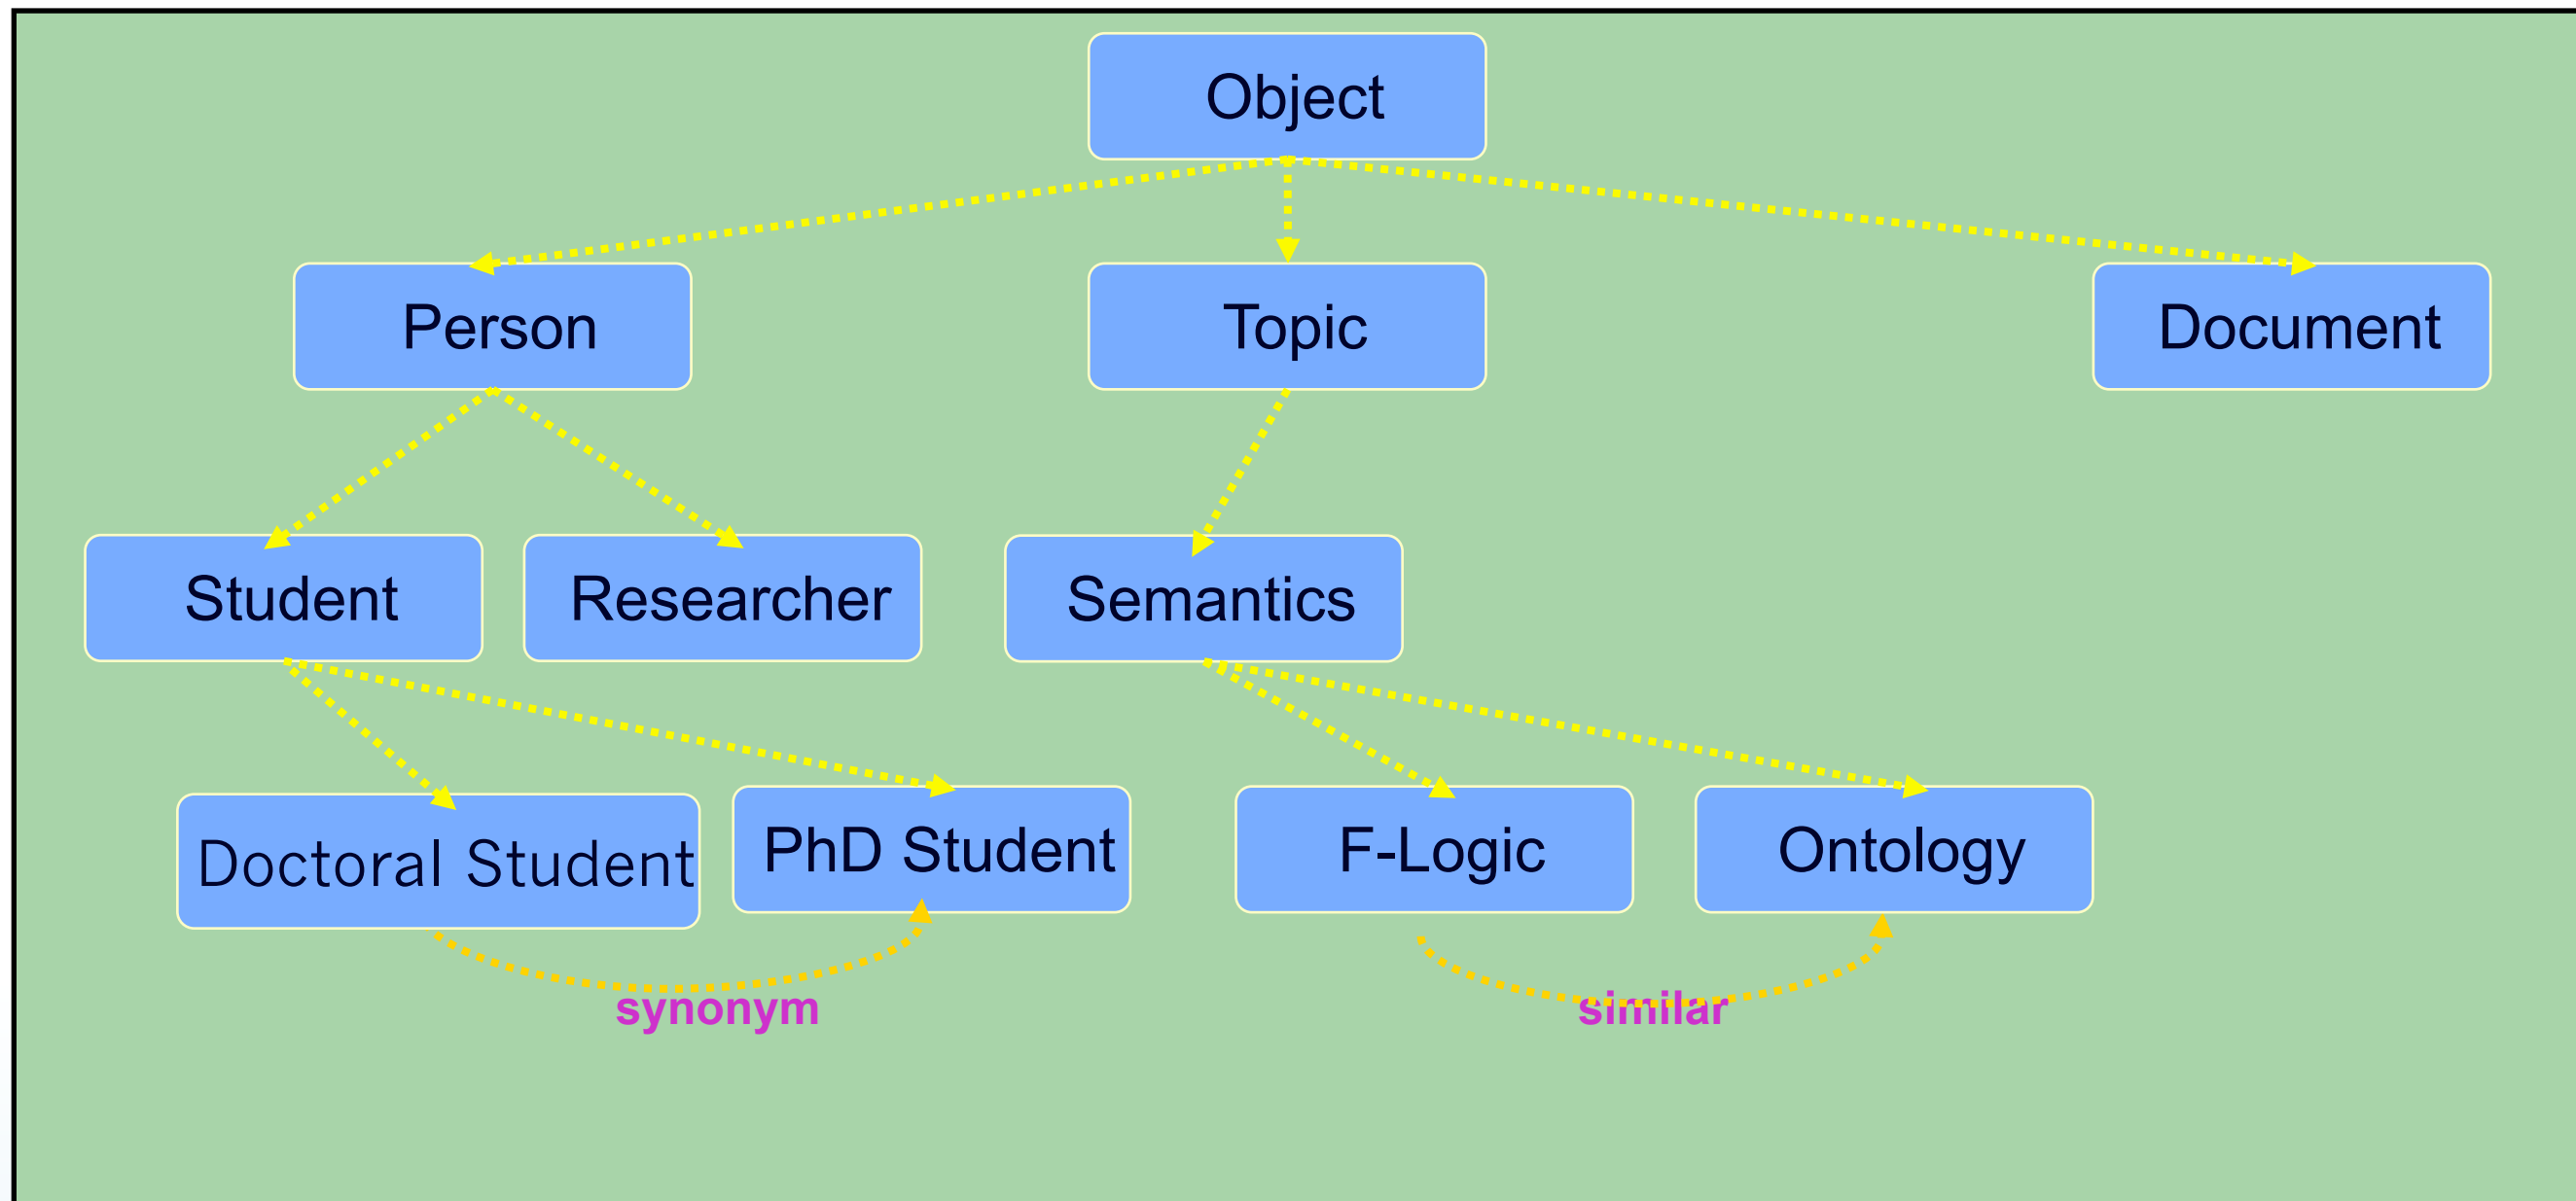 Object
Person
Topic
Document
Student
Researcher
Semantics
Doctoral Student
PhD Student
F-Logic
Ontology
synonym
similar